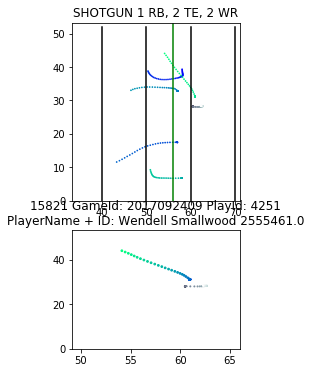 SHOTGUN 1 RB, 2 TE, 2 WR
50
40
30
20
10
0
40 50 60 70
15821 GameId: 2017092409 PlayId: 4251
PlayerName + ID: Wendell Smallwood 2555461.0
40
20
0
50 55 60 65